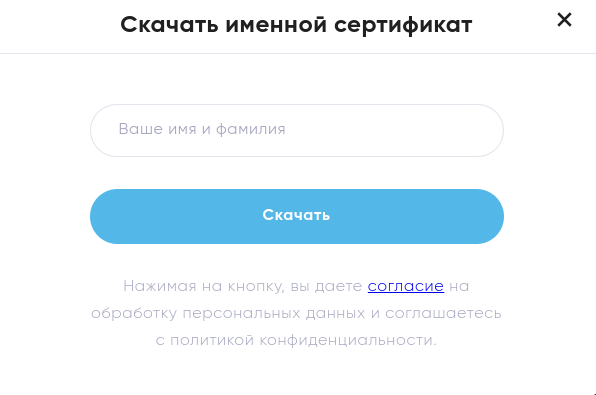 Скачать именной сертификат
Ваше имя и фамилия
Скачать
Нажимая на кнопку, вы даете согласие на
обработку персональных данных и соглашаетесь
с политикой конфиденциальности.